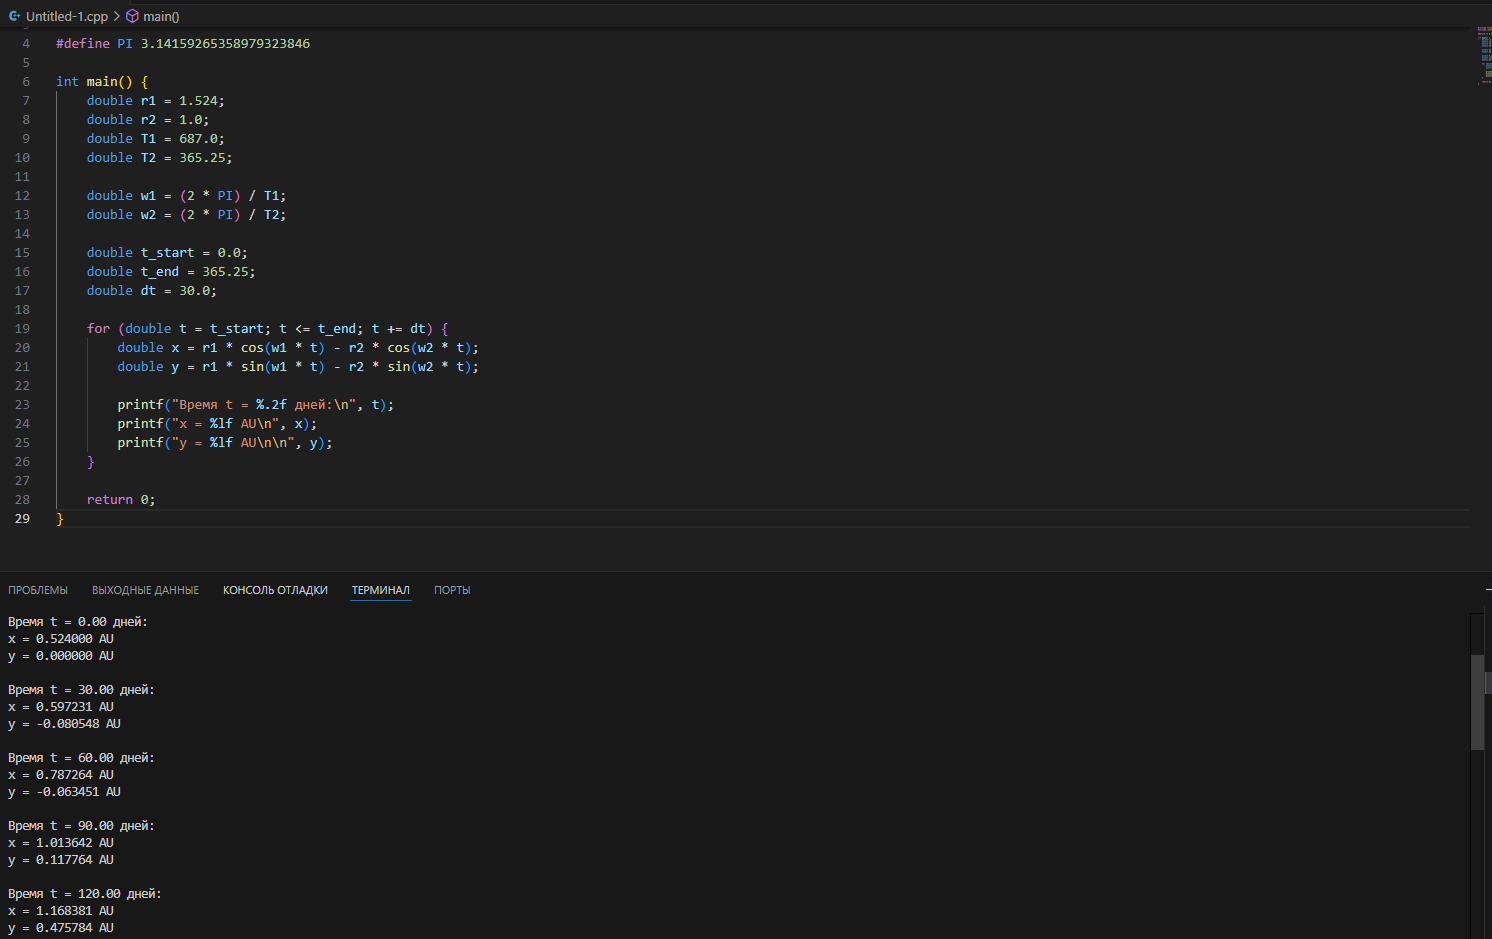 Untitled-1.cpp > main()
4 #define PI 3.14159265358979323846
5
6 int main() {
7 double r1 = 1.524;
8 double r2 = 1.0;
9 double T1 = 687.0;
10 double T2 = 365.25;
11
12 double w1 = (2 * PI) / T1;
13 double w2 = (2 * PI) / T2;
14
15 double t_start = 0.0;
16 double t_end = 365.25;
17 double dt = 30.0;
18
19 for (double t = t_start; t <= t_end; t += dt) {
20 double x = r1 * cos(w1 * t) - r2 * cos(w2 * t);
21 double y = r1 * sin(w1 * t) - r2 * sin(w2 * t);
22
23 printf("Время t = %.2f дней:\n", t);
24 printf("x = %lf AU\n", x);
25 printf("y = %lf AU\n\n", y);
26 }
27
28 return 0;
29 }
ПРОБЛЕМЫ ВЫХОДНЫЕ ДАННЫЕ КОНСОЛЬ ОТЛАДКИ ТЕРМИНАЛ ПОРТЫ
Время t = 0.00 дней:
x = 0.524000 AU
y = 0.000000 AU
Время t = 30.00 дней:
x = 0.597231 AU
y = -0.080548 AU
Время t = 60.00 дней:
x = 0.787264 AU
y = -0.063451 AU
Время t = 90.00 дней:
x = 1.013642 AU
y = 0.117764 AU
Время t = 120.00 дней:
x = 1.168381 AU
y = 0.475784 AU